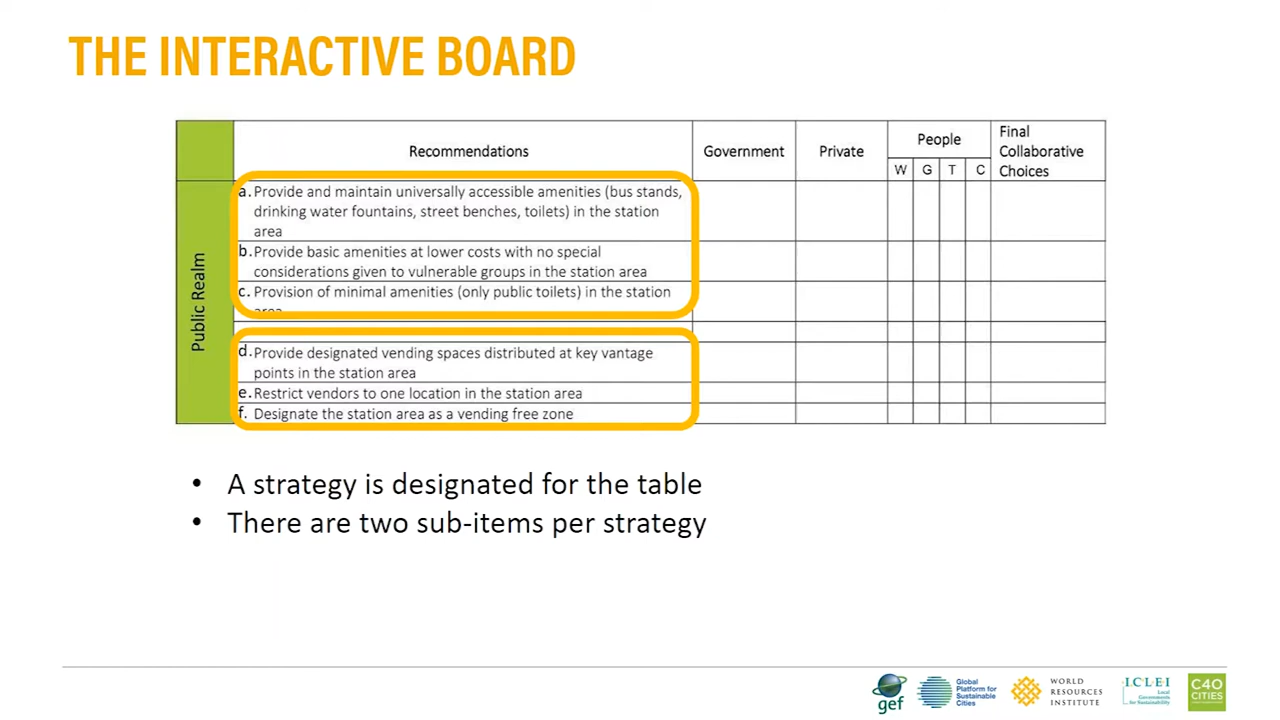 THE INTERACTIVE BOARD
Recommendations
Government
Private
People
W G T C
Final
Collaborative
Choices
Public Realm
a. Provide and maintain universally accessible amenities (bus stands,
drinking water fountains, street benches, toilets) in the station
area
b. Provide basic amenities at lower costs with no special
considerations given to vulnerable groups in the station area
c. Provision of minimal amenities (only public toilets) in the station
area
d. Provide designated vending spaces distributed at key vantage
points in the station area
e. Restrict vendors to one location in the station area
f. Designate the station area as a vending free zone
• A strategy is designated for the table
• There are two sub-items per strategy
gef
Global
Platform for
Sustainable
Cities
WORLD
RESOURCES
INSTITUTE
I.C.L.E.I
Local
Governments
for Sustainability
C40
CITIES